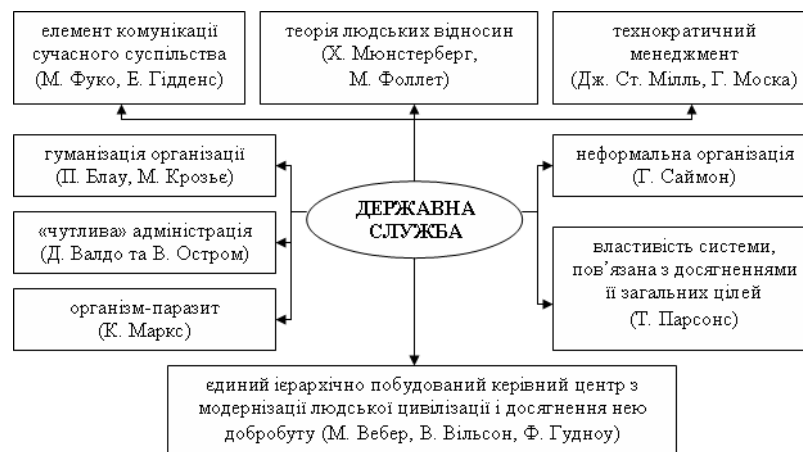 елемент комунікації
сучасного суспільства
(М. Фуко, Е. Гідденс)
теорія людських відносин
(Х. Мюнстерберг,
М. Фоллет)
технократичний
менеджмент
(Дж. Ст. Мілль, Г. Моска)
гуманізація організації
(П. Блау, М. Крозьє)
неформальна організація
(Г. Саймон)
ДЕРЖАВНА
СЛУЖБА
«чутлива» адміністрація
(Д. Валдо та В. Остром)
властивість системи,
пов’язана з досягненнями
її загальних цілей
(Т. Парсонс)
організм-паразит
(К. Маркс)
єдиний ієрархічно побудований керівний центр з
модернізації людської цивілізації і досягнення нею
добробуту (М. Вебер, В. Вільсон, Ф. Гудноу)